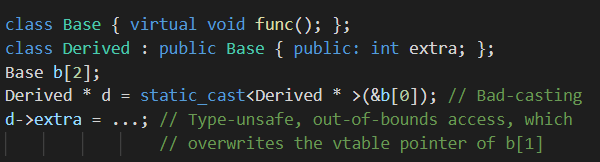 class Base { virtual void func(); };
class Derived : public Base { public: int extra; };
Base b[2];
Derived * d = static_cast<Derived * >(&b[0]); // Bad-casting
d->extra = ...; // Type-unsafe, out-of-bounds access, which
// overwrites the vtable pointer of b[1]